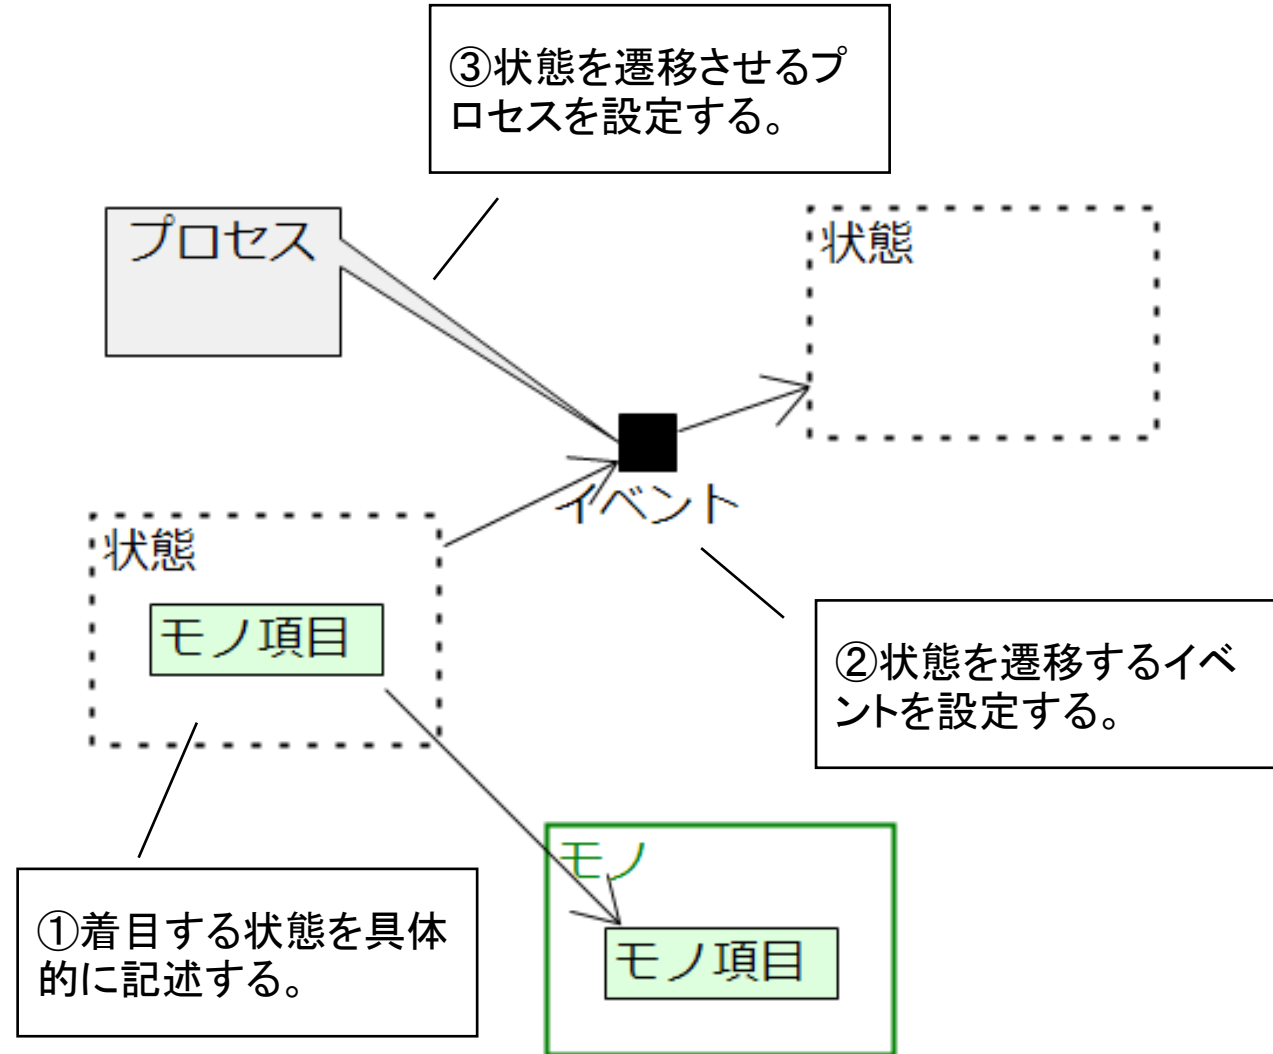 ③状態を遷移させるプ
ロセスを設定する。
プロセス
状態
イベント
状態
モノ項目
②状態を遷移するイベ
ントを設定する。
モノ
モノ項目
①着目する状態を具体
的に記述する。